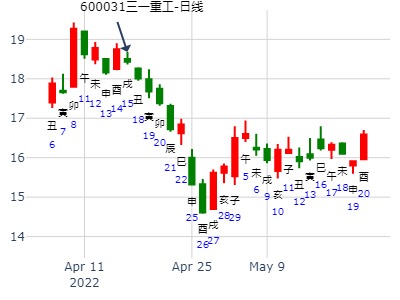 600031三一重工-日线
19
18
17
16
15
14
丑
6
寅
7
卯
8
午
11
未
12
申
13
酉
14
戌
15
丑
18
寅
19
卯
20
辰
21
巳
22
申
25
酉
26
戌
27
亥
28
子
29
午
5
未
6
戌
9
亥
10
子
11
丑
12
寅
13
巳
16
午
17
未
18
申
19
酉
20
Apr 11
2022
Apr 25
May 9